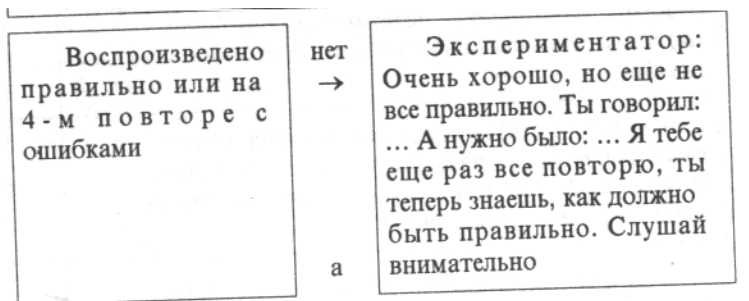 Воспроизведено
правильно или на
4-м повторе с
ошибками
нет
→
а
Экспериментатор:
Очень хорошо, но еще не
все правильно. Ты говорил:
... А нужно было: ... Я тебе
еще раз все повторю, ты
теперь знаешь, как должно
быть правильно. Слушай
внимательно